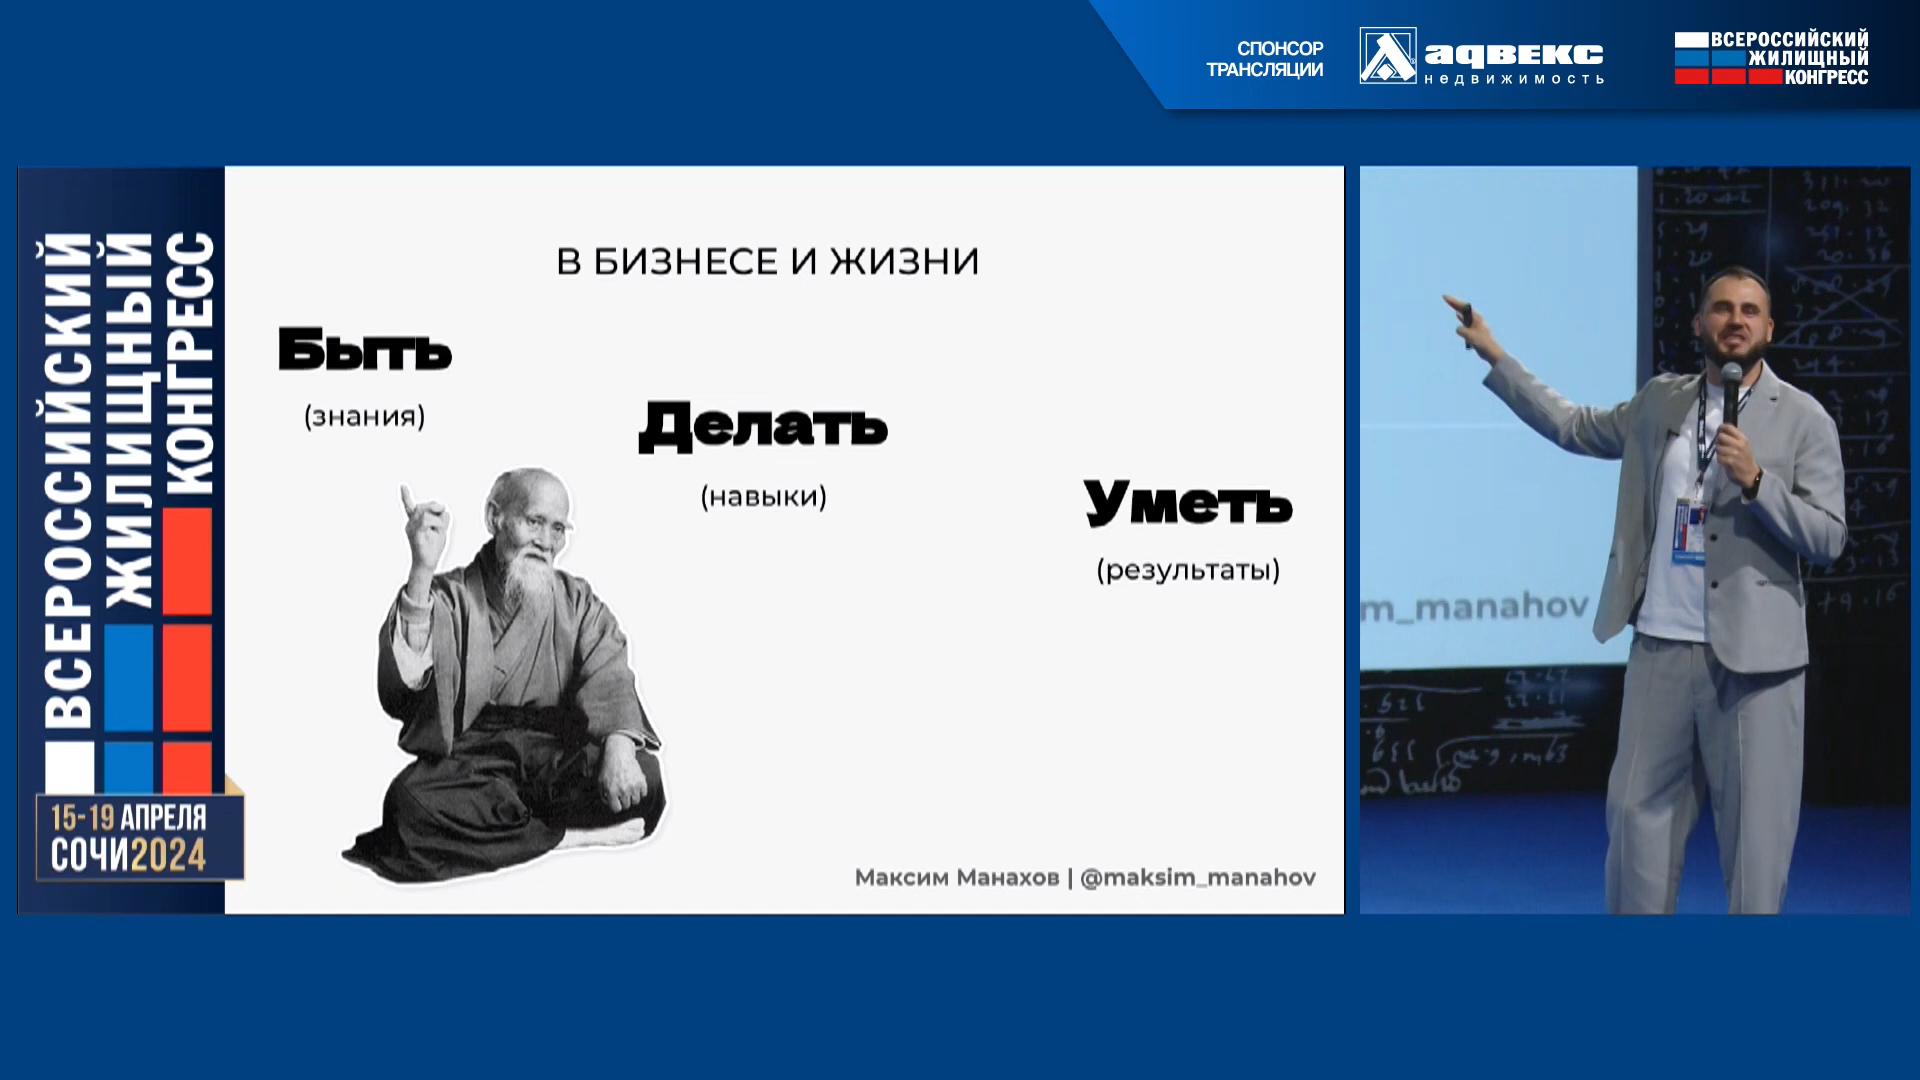 СПОНСОР
ТРАНСЛЯЦИИ
аqвекс
недвижимость
ВСЕРОССИЙСКИЙ
ЖИЛИЩНЫЙ
КОНГРЕСС
ВСЕРОССИЙСКИЙ
ЖИЛИЩНЫЙ
КОНГРЕСС
15-19 АПРЕЛЯ
СОЧИ2024
В БИЗНЕСЕ И ЖИЗНИ
Быть
(знания)
Делать
(навыки)
Уметь
(результаты)
Максим Манахов | @maksim_manahov
m_manahov